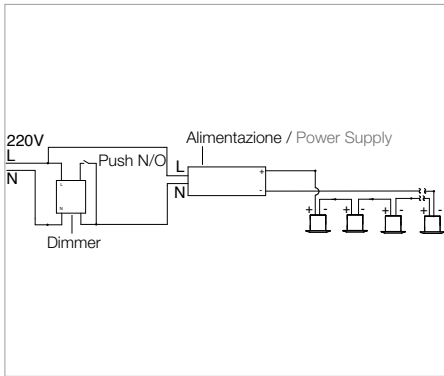 220V
L
N
Push N/O
L
N
Dimmer
Alimentazione / Power Supply
L
N
+
-
+ - + - + - + -